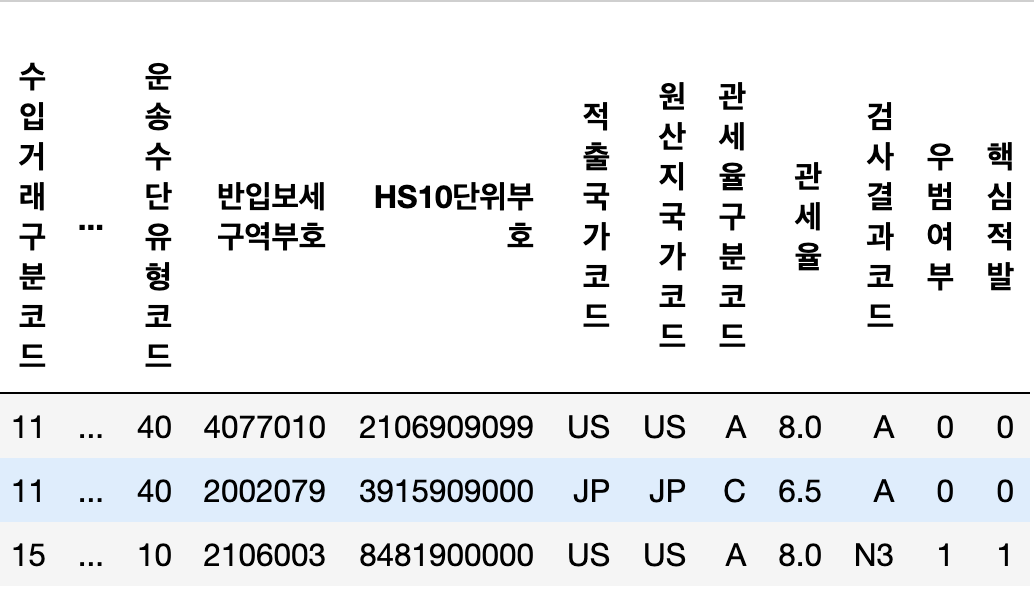 수입거래구분코드 ... 운송수단유형코드 반입보세구역부호 HS10단위부호 적출국가코드 원산지국가코드 관세율구분코드 관세율 검사결과코드 우범여부 핵심적발
11 ... 40 4077010 2106909099 US US A 8.0 A 0 0
11 ... 40 2002079 3915909000 JP JP C 6.5 A 0 0
15 ... 10 2106003 8481900000 US US A 8.0 N3 1 1